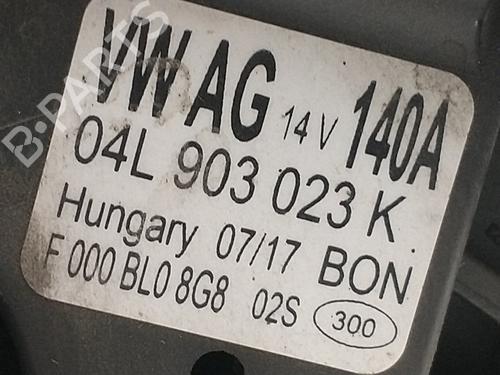 B-PARTS
VW AG 14 V 140A
04L 903 023 K
Hungary 07/17 BON
F 000 BL0 8G8 02S 300